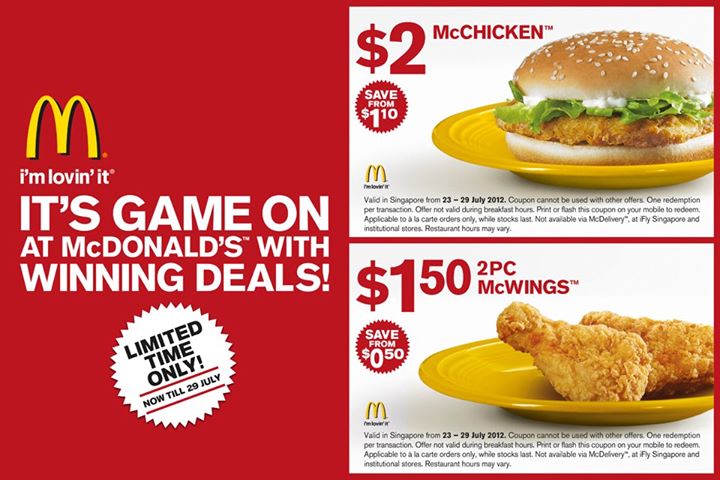 i'm lovin' it®
IT'S GAME ON
AT McDONALD'S™ WITH
WINNING DEALS!
LIMITED
TIME
ONLY!
NOW TILL 29 JULY
$2 McCHICKEN™
SAVE
FROM
$1.10
i'm lovin' it®
Valid in Singapore from 23 – 29 July 2012. Coupon cannot be used with other offers. One redemption
per transaction. Offer not valid during breakfast hours. Print or flash this coupon on your mobile to redeem.
Applicable to à la carte orders only, while stocks last. Not available via McDelivery™, at iFly Singapore and
institutional stores. Restaurant hours may vary.
$1.50 2PC
McWINGS™
SAVE
FROM
$0.50
i'm lovin' it®
Valid in Singapore from 23 – 29 July 2012. Coupon cannot be used with other offers. One redemption
per transaction. Offer not valid during breakfast hours. Print or flash this coupon on your mobile to redeem.
Applicable to à la carte orders only, while stocks last. Not available via McDelivery™, at iFly Singapore and
institutional stores. Restaurant hours may vary.